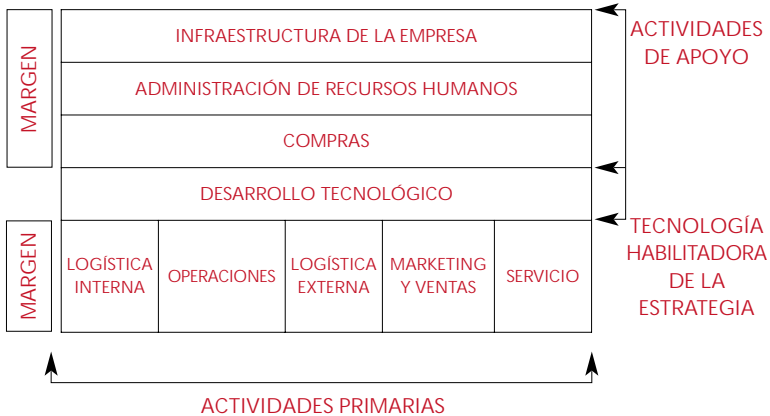 MARGEN
INFRAESTRUCTURA DE LA EMPRESA
ADMINISTRACIÓN DE RECURSOS HUMANOS
COMPRAS
DESARROLLO TECNOLÓGICO
ACTIVIDADES
DE APOYO
MARGEN
LOGÍSTICA
INTERNA
OPERACIONES
LOGÍSTICA
EXTERNA
MARKETING
Y VENTAS
SERVICIO
TECNOLOGÍA
HABILITADORA
DE LA
ESTRATEGIA
ACTIVIDADES PRIMARIAS